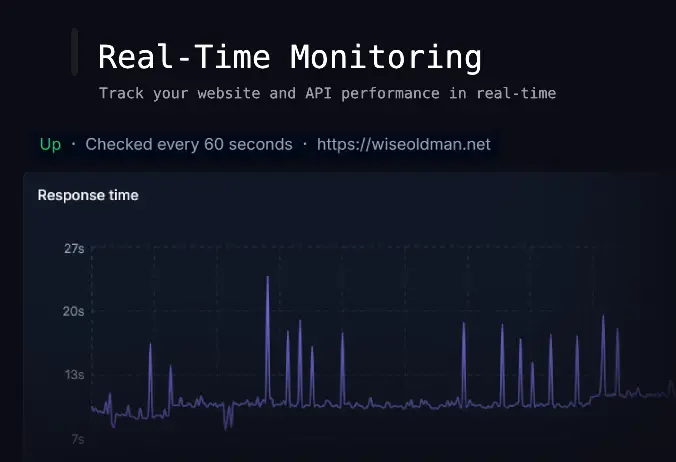 Real-Time Monitoring
Track your website and API performance in real-time
Up · Checked every 60 seconds · https://wiseoldman.net
Response time
27s
20s
13s
7s